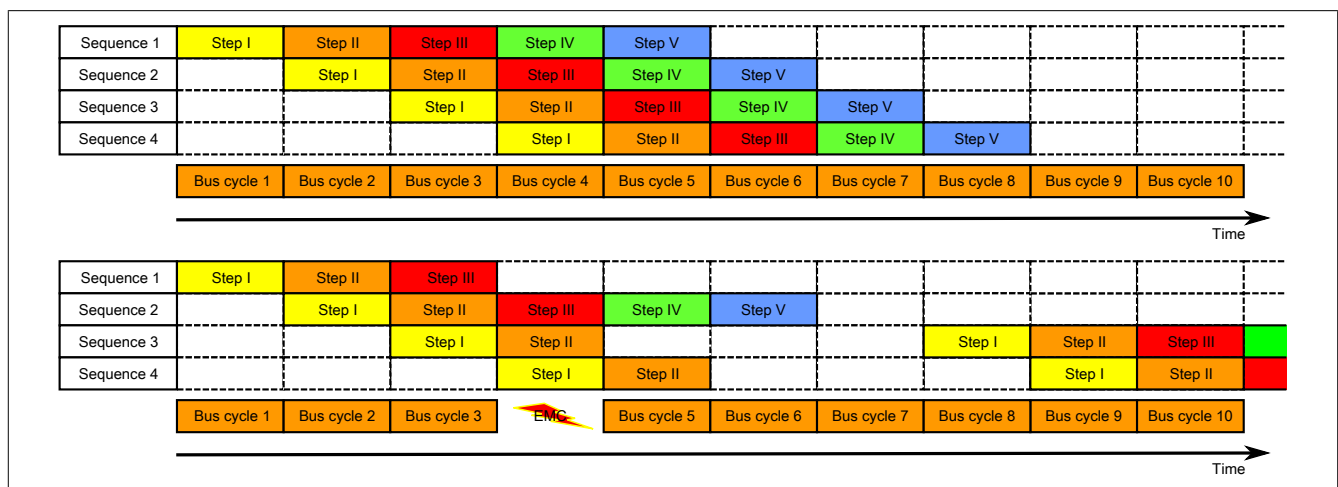 Sequence 1 Step I Step II Step III Step IV Step V
Sequence 2 Step I Step II Step III Step IV Step V
Sequence 3 Step I Step II Step III Step IV Step V
Sequence 4 Step I Step II Step III Step IV Step V
Bus cycle 1 Bus cycle 2 Bus cycle 3 Bus cycle 4 Bus cycle 5 Bus cycle 6 Bus cycle 7 Bus cycle 8 Bus cycle 9 Bus cycle 10
Time
Sequence 1 Step I Step II Step III
Sequence 2 Step I Step II Step III Step IV Step V
Sequence 3 Step I Step II Step I Step II Step III
Sequence 4 Step I Step II Step I Step II
Bus cycle 1 Bus cycle 2 Bus cycle 3 EMC Bus cycle 5 Bus cycle 6 Bus cycle 7 Bus cycle 8 Bus cycle 9 Bus cycle 10
Time